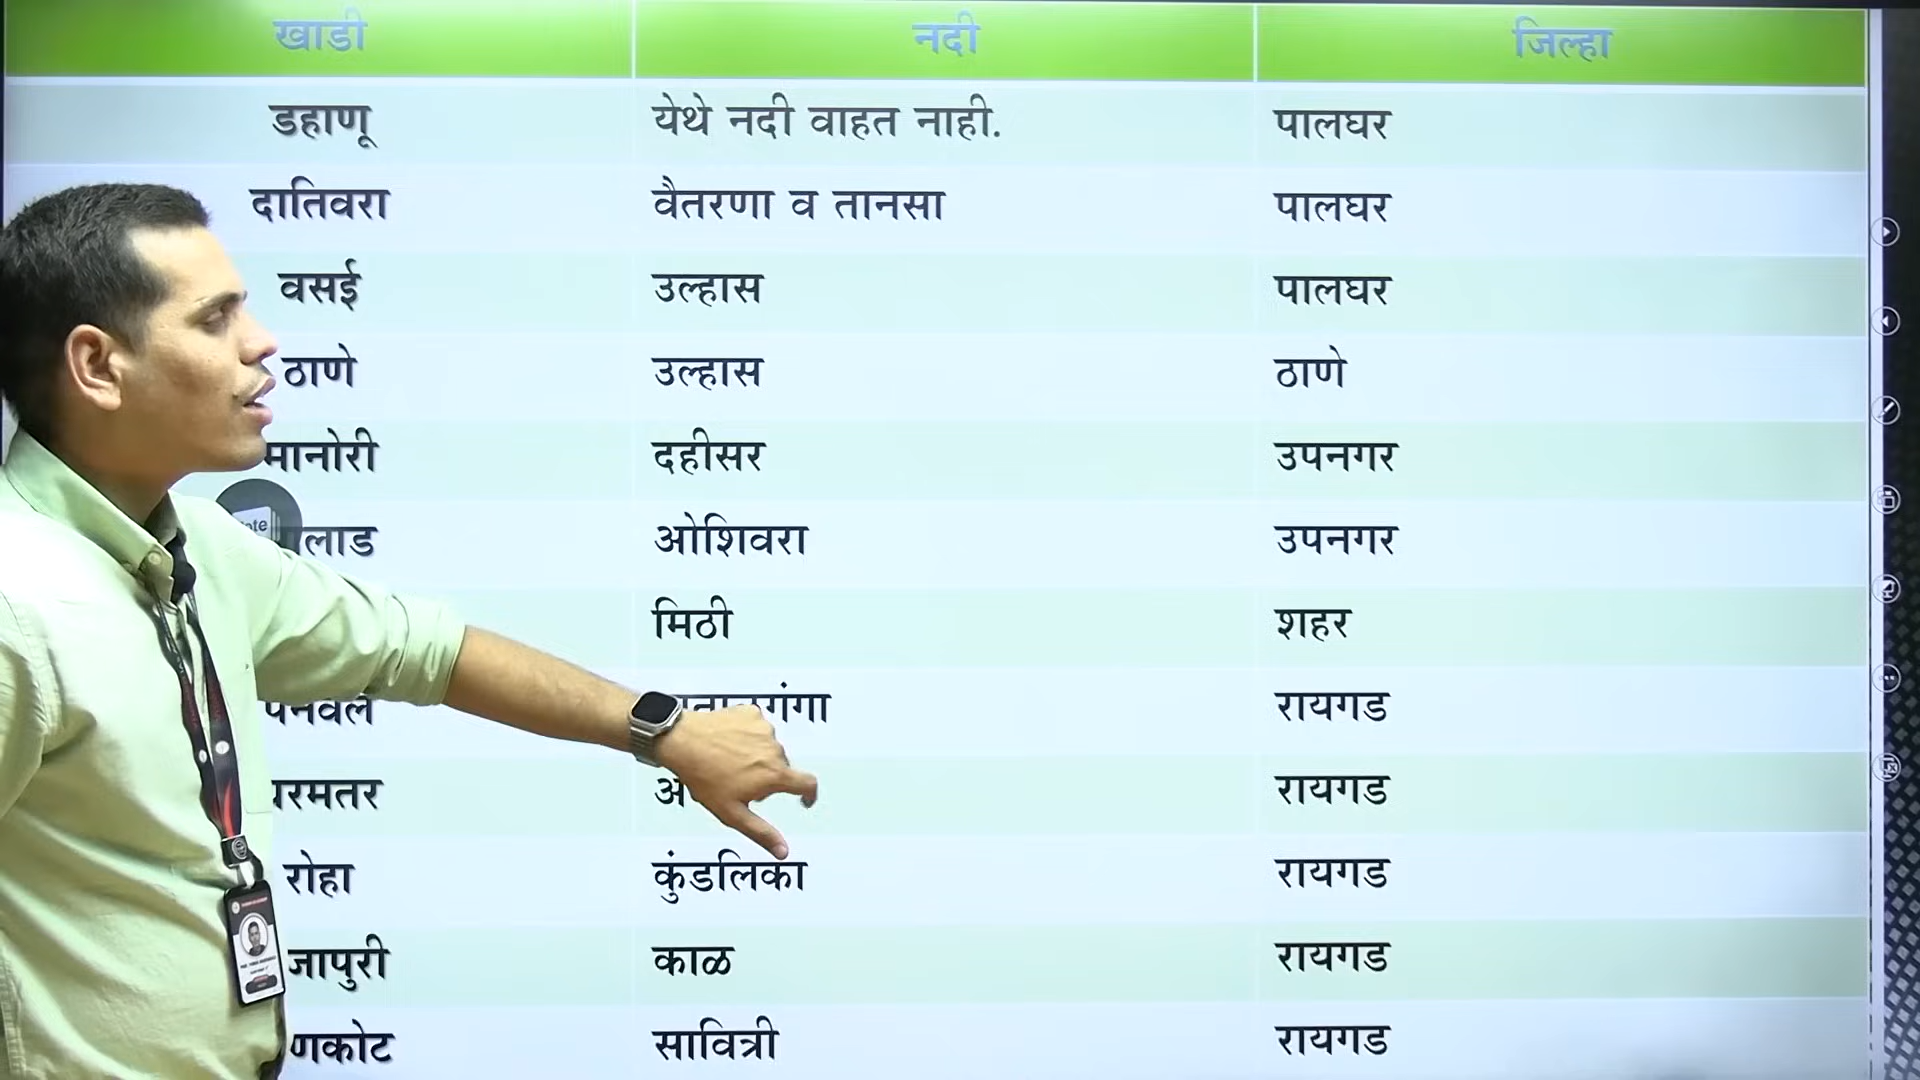 खाडी नदी जिल्हा
डहाणू येथे नदी वाहत नाही. पालघर
दातिवरा वैतरणा व तानसा पालघर
वसई उल्हास पालघर
ठाणे उल्हास ठाणे
मानोरी दहीसर उपनगर
ओशिवरा उपनगर
मिठी शहर
पनवेल रायगड
रायगड
रोहा कुंडलिका रायगड
काळ रायगड
सावित्री रायगड